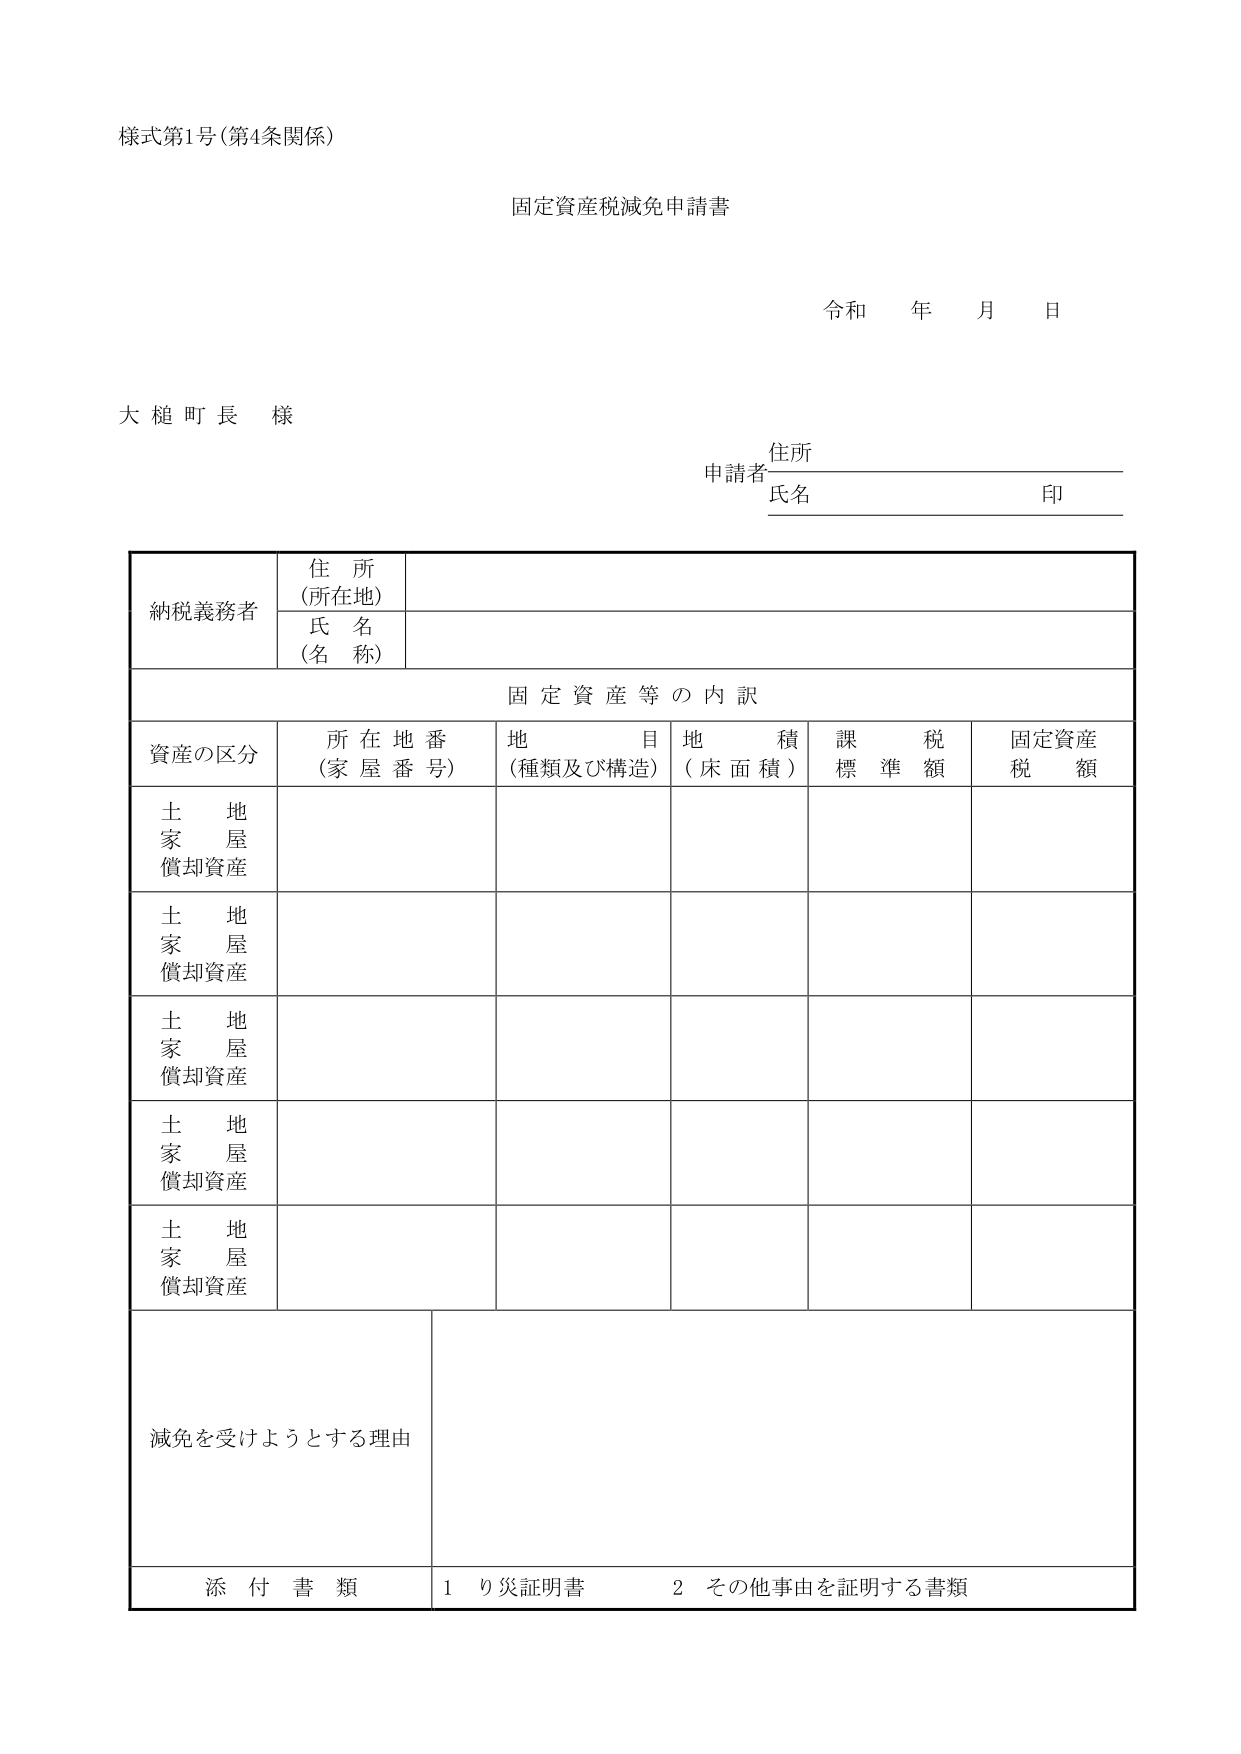 様式第1号(第4条関係)
固定資産税減免申請書
令和　　年　　月　　日
大 槌 町 長　様
申請者
住所
氏名　　　　　　　　　　印
納税義務者
住　所
(所在地)
氏　名
(名　称)
固 定 資 産 等 の 内 訳
資産の区分
所 在 地 番
(家 屋 番 号)
地　　　　　目
(種類及び構造)
地　　　積
( 床 面 積 )
課　　　税
標　準　額
固定資産
税　　額
土　　地
家　　屋
償却資産
土　　地
家　　屋
償却資産
土　　地
家　　屋
償却資産
土　　地
家　　屋
償却資産
土　　地
家　　屋
償却資産
減免を受けようとする理由
添　付　書　類
1　り災証明書　　　　2　その他事由を証明する書類